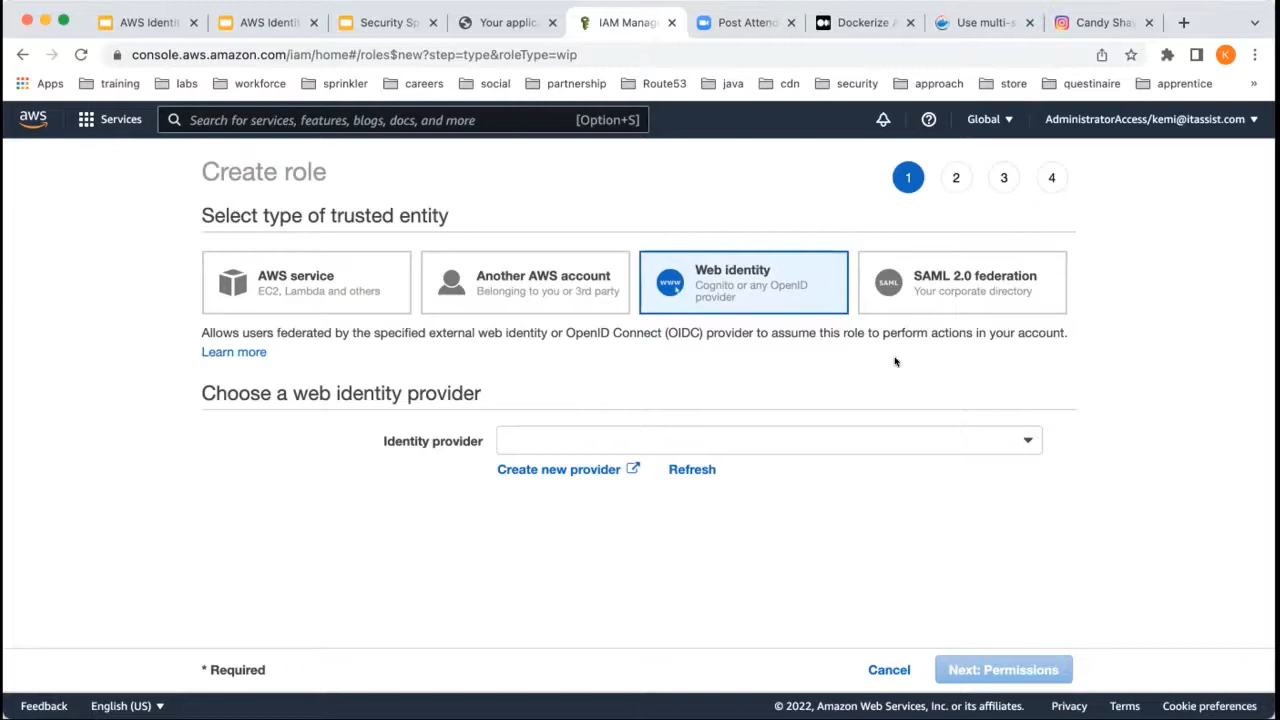 AWS Identi
AWS Identi
Security Sp
Your applic
IAM Manag
Post Attend
Dockerize A
Use multi-s
Candy Shay
console.aws.amazon.com/iam/home#/roles$new?step=type&roleType=wip
K
Apps training labs workforce sprinkler careers social partnership Route53 java cdn security approach store questinaire apprentice »
aws Services Search for services, features, blogs, docs, and more [Option+S] Global AdministratorAccess/kemi@itassist.com
Create role
1 2 3 4
Select type of trusted entity
AWS service
EC2, Lambda and others
Another AWS account
Belonging to you or 3rd party
www
Web identity
Cognito or any OpenID
provider
SAML
SAML 2.0 federation
Your corporate directory
Allows users federated by the specified external web identity or OpenID Connect (OIDC) provider to assume this role to perform actions in your account.
Learn more
Choose a web identity provider
Identity provider
Create new provider Refresh
* Required Cancel Next: Permissions
Feedback English (US) © 2022, Amazon Web Services, Inc. or its affiliates. Privacy Terms Cookie preferences